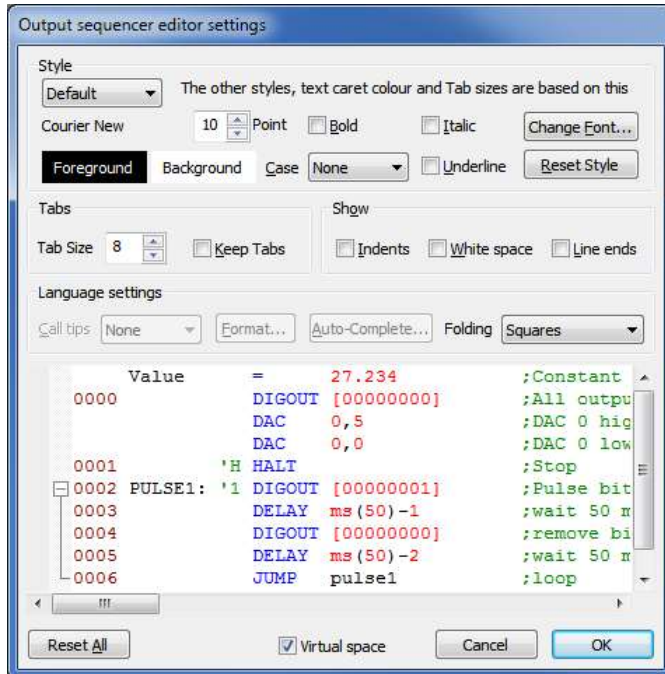 Output sequencer editor settings
Style
Default The other styles, text caret colour and Tab sizes are based on this
Courier New 10 Point Bold Italic Change Font...
Foreground Background Case None Underline Reset Style
Tabs Show
Tab Size 8 Keep Tabs Indents White space Line ends
Language settings
Call tips None Format... Auto-Complete... Folding Squares
Value = 27.234 ;Constant
0000 DIGOUT [00000000] ;All outpu
DAC 0,5 ;DAC 0 hig
DAC 0,0 ;DAC 0 low
0001 'H HALT ;Stop
0002 PULSE1: '1 DIGOUT [00000001] ;Pulse bit
0003 DELAY ms(50)-1 ;wait 50 m
0004 DIGOUT [00000000] ;remove bi
0005 DELAY ms(50)-2 ;wait 50 m
0006 JUMP pulse1 ;loop
Reset All Virtual space Cancel OK